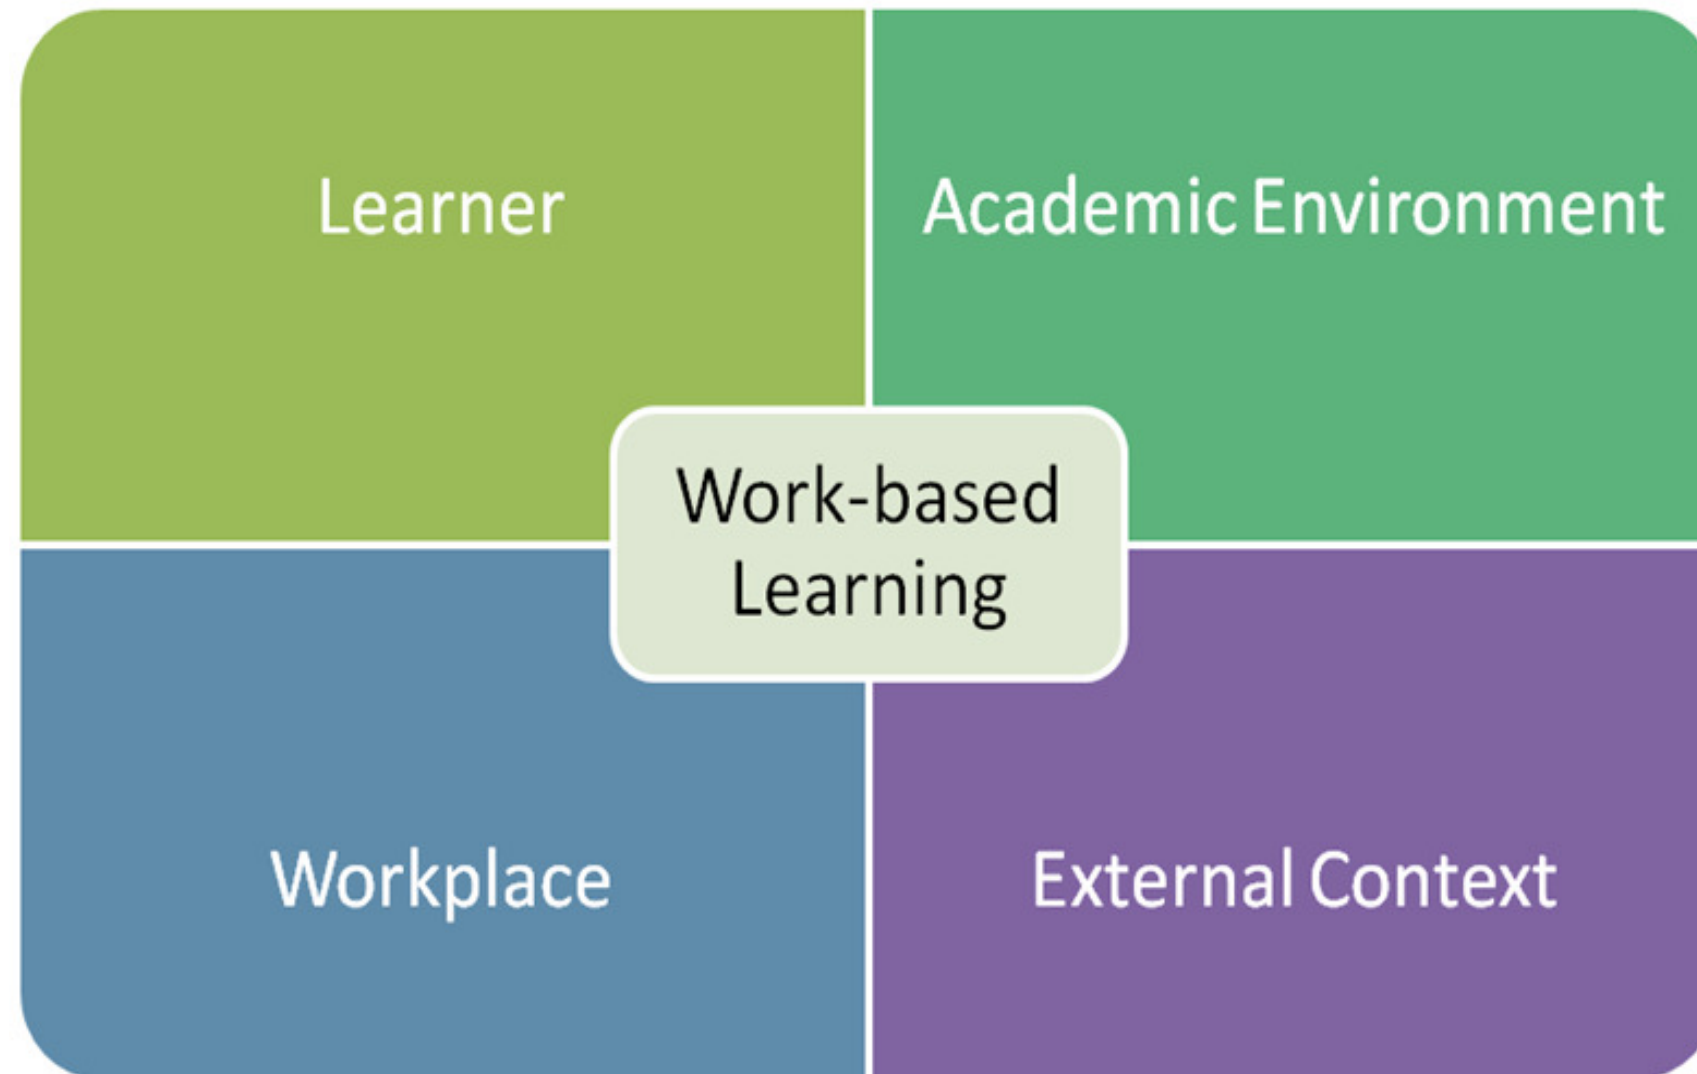 Learner
Academic Environment
Work-based
Learning
Workplace
External Context